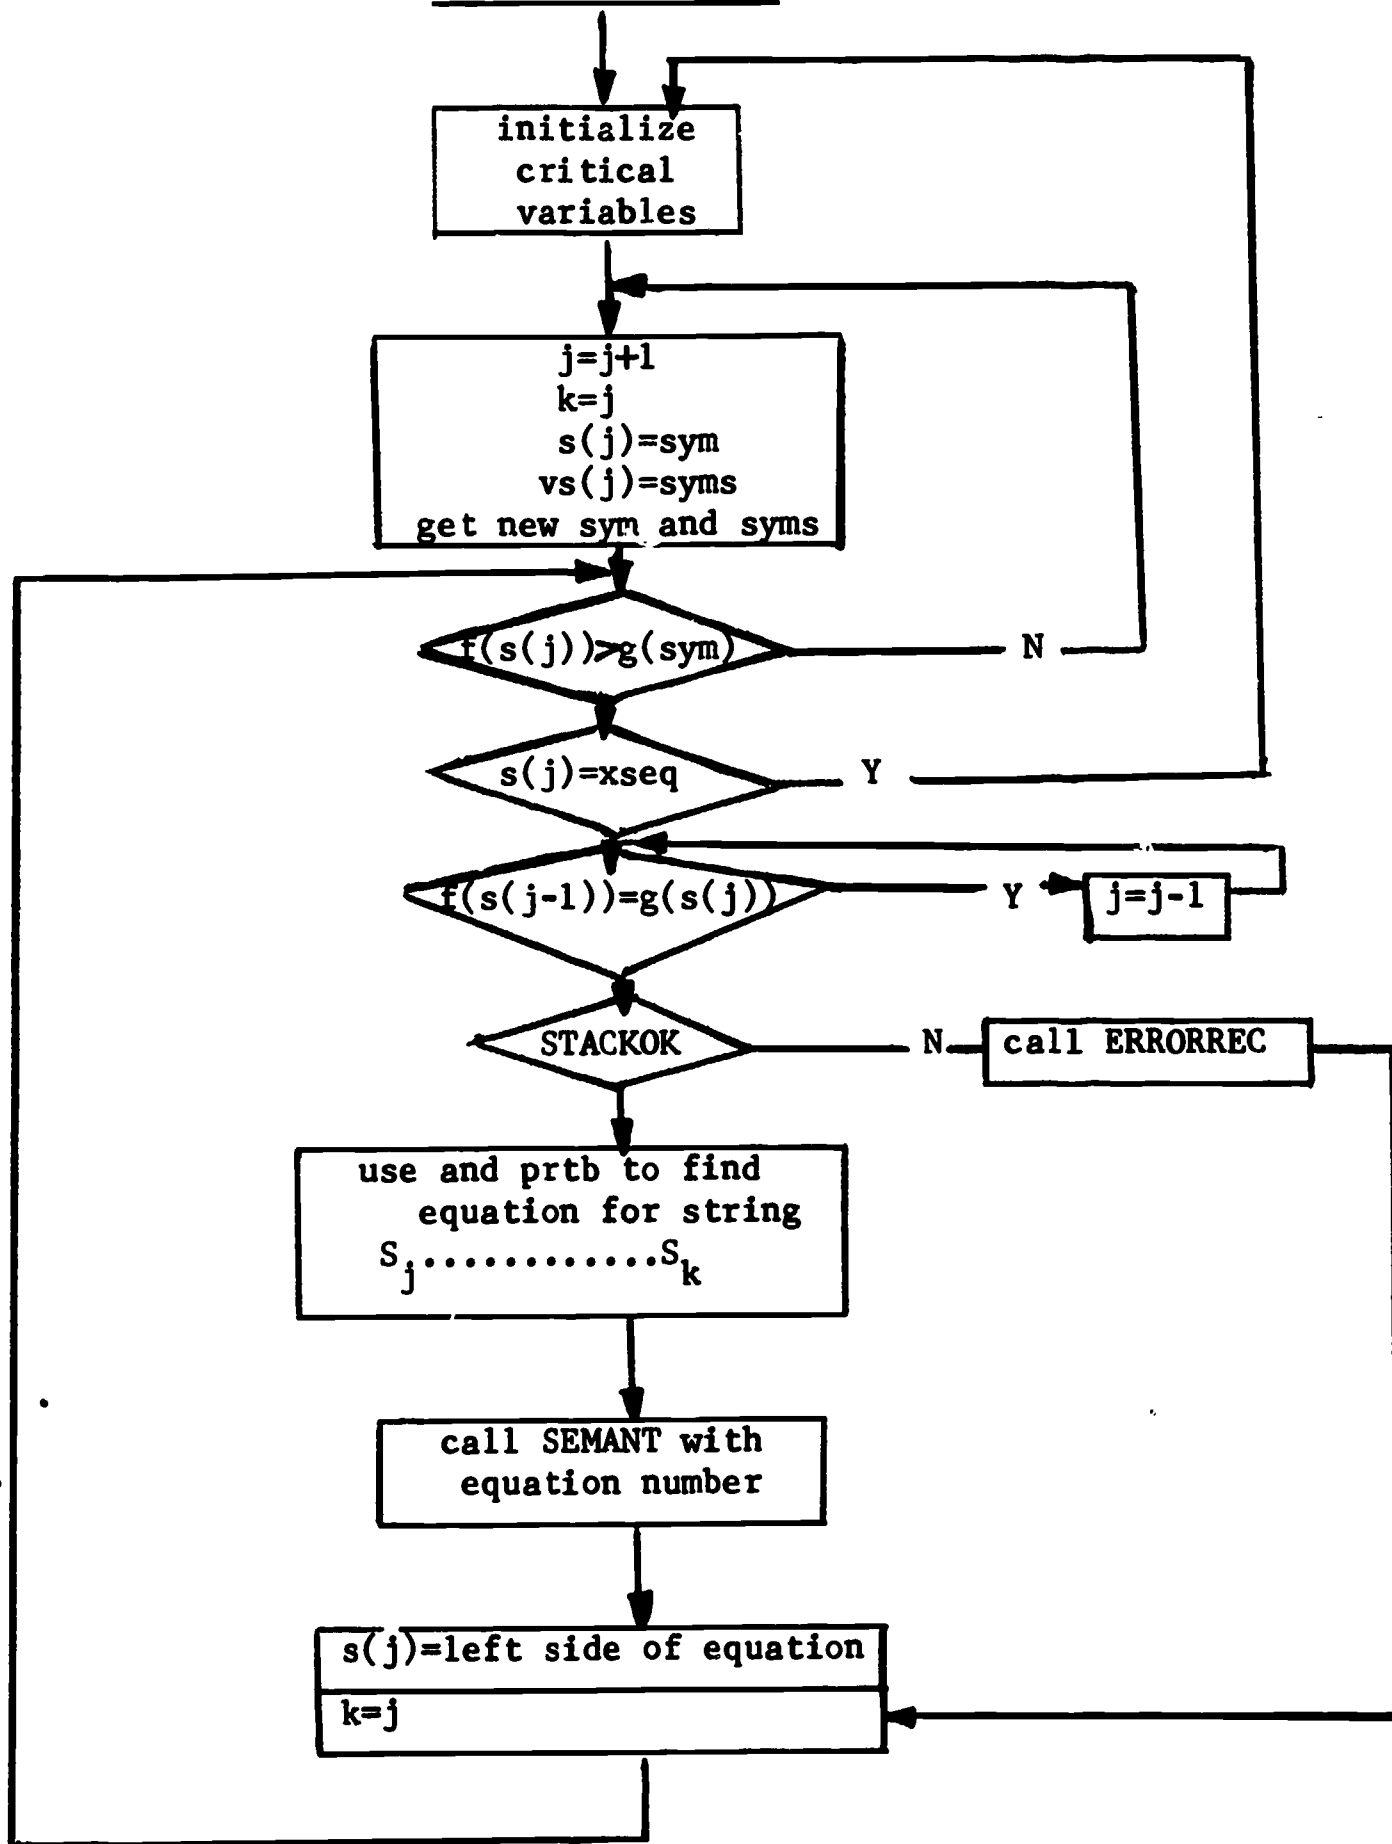 initialize
critical
variables
j=j+1
k=j
s(j)=sym
vs(j)=syms
get new sym and syms
f(s(j))>g(sym)
N
s(j)=xseq
Y
f(s(j-1))=g(s(j))
Y
j=j-1
STACKOK
N
call ERRORREC
use and prtb to find
equation for string
Sj............Sk
call SEMANT with
equation number
s(j)=left side of equation
k=j